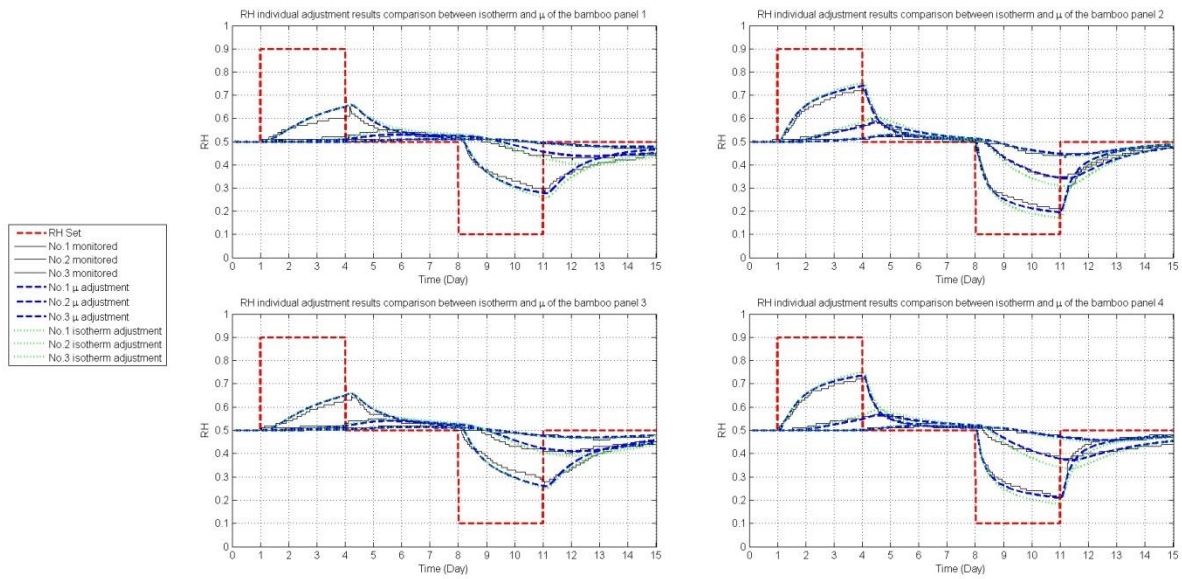 RH individual adjustment results comparison between isotherm and μ of the bamboo panel 1
1
0.9
0.8
0.7
0.6
0.5
0.4
0.3
0.2
0.1
0
RH
0 1 2 3 4 5 6 7 8 9 10 11 12 13 14 15
Time (Day)
RH individual adjustment results comparison between isotherm and μ of the bamboo panel 2
1
0.9
0.8
0.7
0.6
0.5
0.4
0.3
0.2
0.1
0
RH
0 1 2 3 4 5 6 7 8 9 10 11 12 13 14 15
Time (Day)
RH Set
No.1 monitored
No.2 monitored
No.3 monitored
No.1 μ adjustment
No.2 μ adjustment
No.3 μ adjustment
No.1 isotherm adjustment
No.2 isotherm adjustment
No.3 isotherm adjustment
RH individual adjustment results comparison between isotherm and μ of the bamboo panel 3
1
0.9
0.8
0.7
0.6
0.5
0.4
0.3
0.2
0.1
0
RH
0 1 2 3 4 5 6 7 8 9 10 11 12 13 14 15
Time (Day)
RH individual adjustment results comparison between isotherm and μ of the bamboo panel 4
1
0.9
0.8
0.7
0.6
0.5
0.4
0.3
0.2
0.1
0
RH
0 1 2 3 4 5 6 7 8 9 10 11 12 13 14 15
Time (Day)